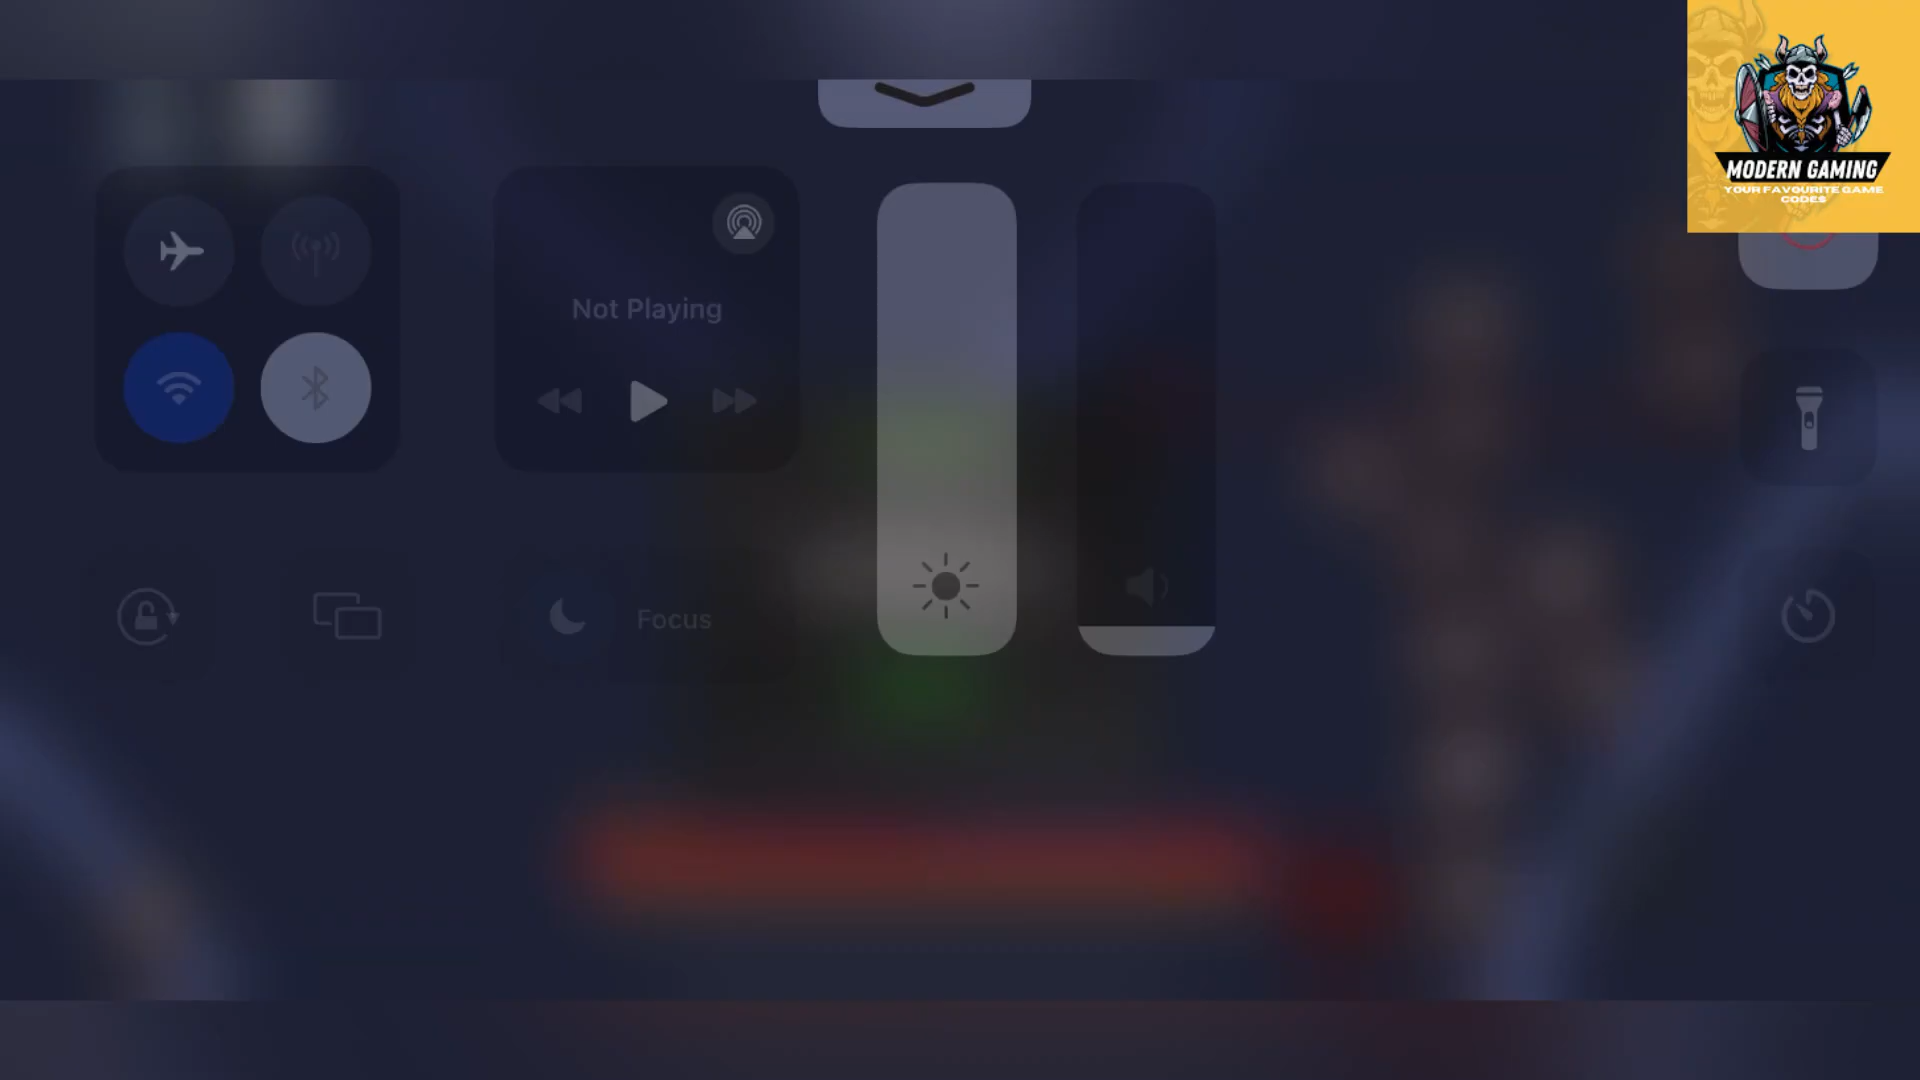 MODERN GAMING
YOUR FAVOURITE GAME
CODES
Not Playing
Focus